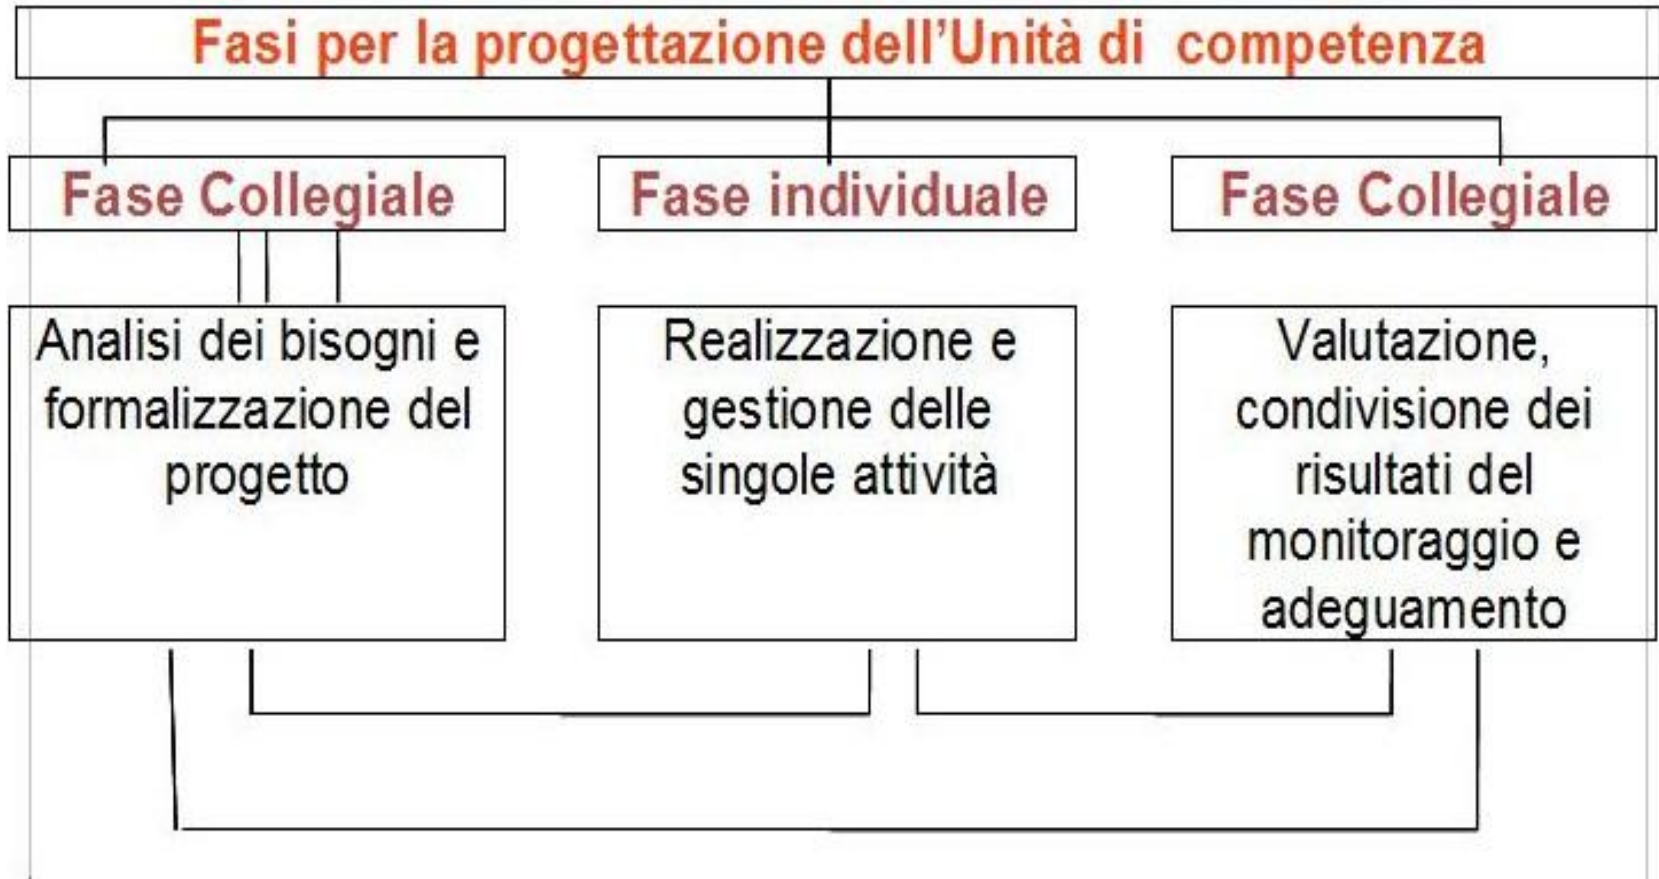 Fasi per la progettazione dell'Unità di competenza
Fase Collegiale
Fase individuale
Fase Collegiale
Analisi dei bisogni e
formalizzazione del
progetto
Realizzazione e
gestione delle
singole attività
Valutazione,
condivisione dei
risultati del
monitoraggio e
adeguamento